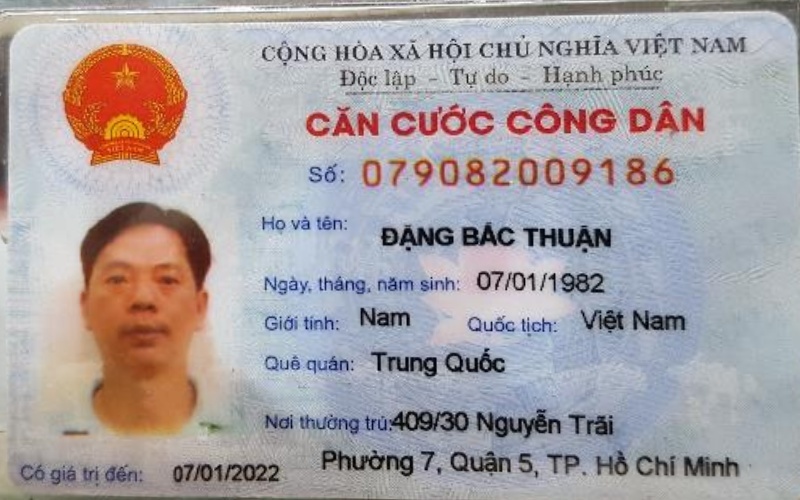 CỘNG HÒA XÃ HỘI CHỦ NGHĨA VIỆT NAM
Độc lập - Tự do - Hạnh phúc
CĂN CƯỚC CÔNG DÂN
Số: 079082009186
Họ và tên: ĐẶNG BẮC THUẬN
Ngày, tháng, năm sinh: 07/01/1982
Giới tính: Nam Quốc tịch: Việt Nam
Quê quán: Trung Quốc
Nơi thường trú: 409/30 Nguyễn Trãi
Phường 7, Quận 5, TP. Hồ Chí Minh
Có giá trị đến: 07/01/2022